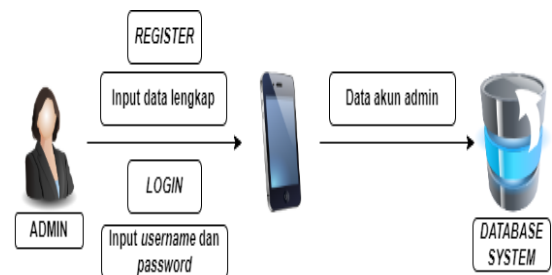 REGISTER
Input data lengkap
Data akun admin
LOGIN
ADMIN
Input username dan
password
DATABASE
SYSTEM